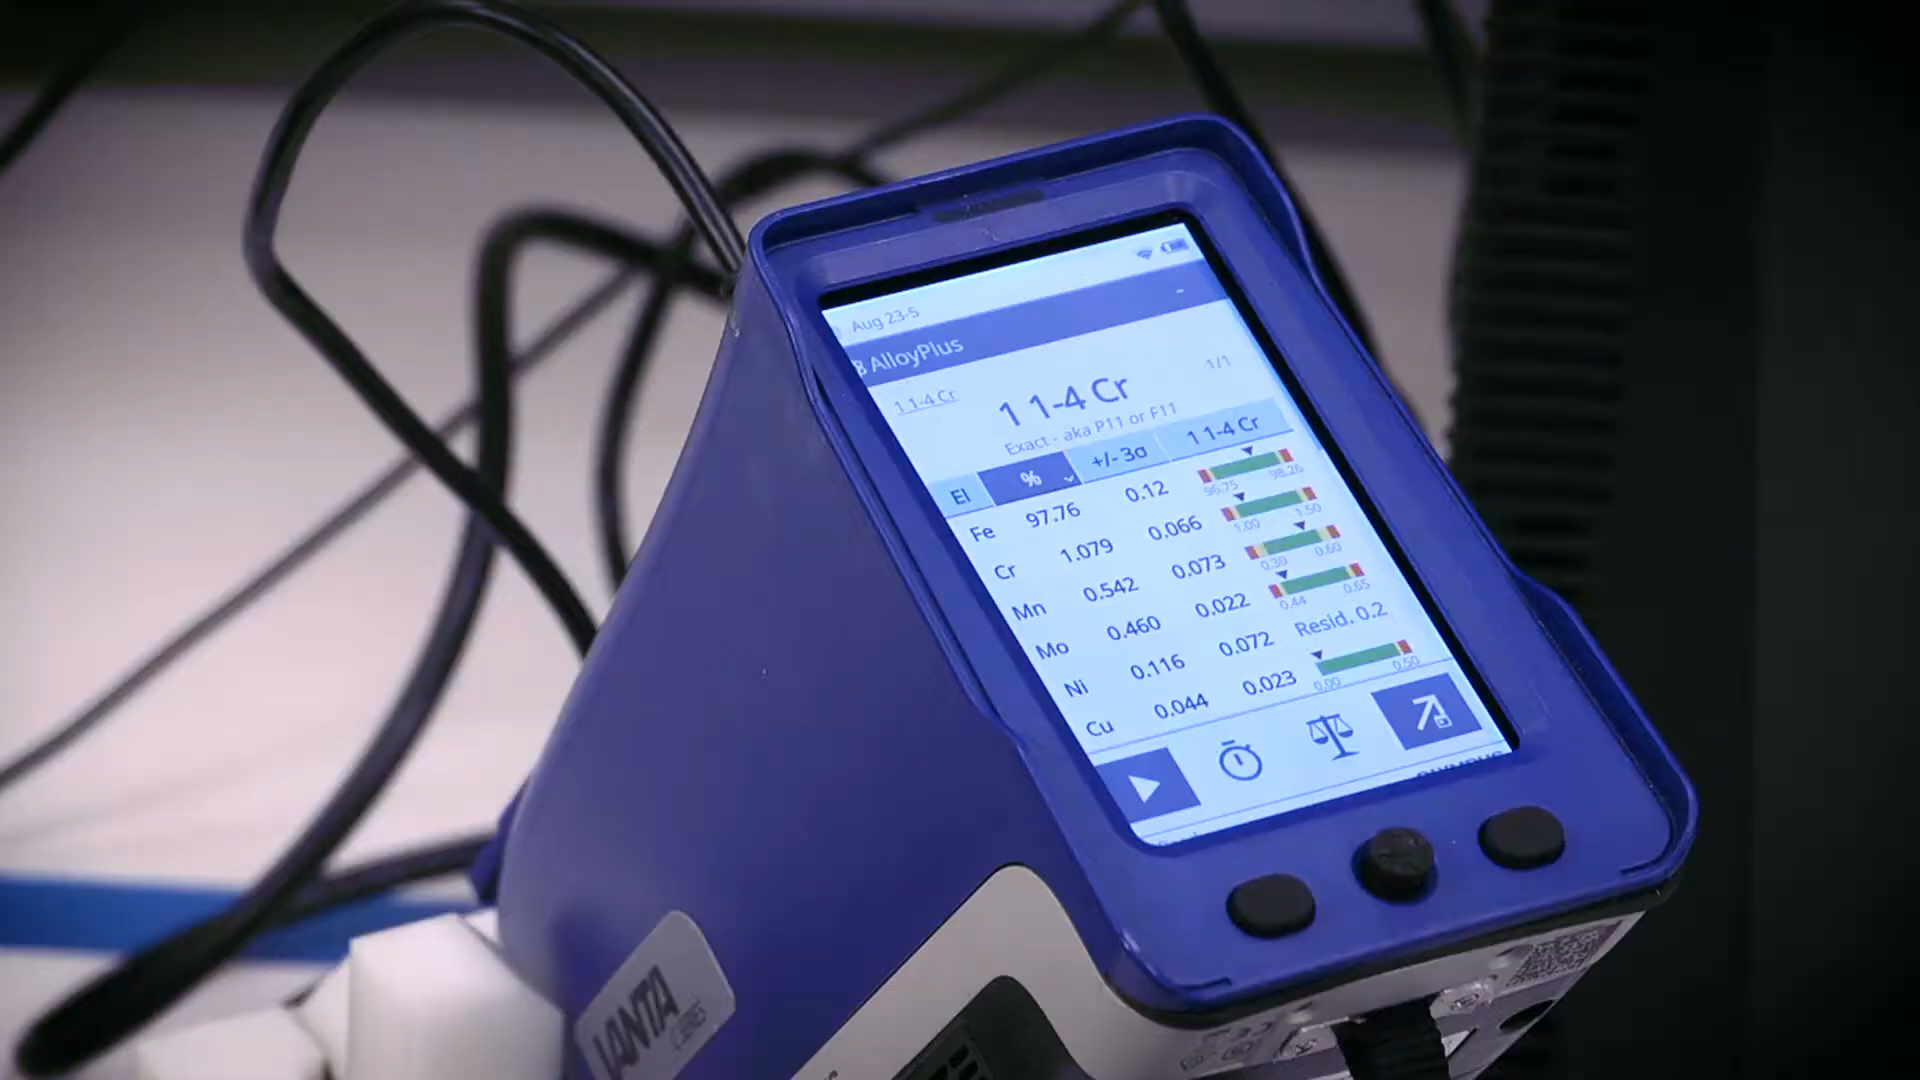 Aug 23-5
AlloyPlus
1 1-4 Cr
1/1
1 1-4 Cr
Exact - aka P11 or F11
El % +/- 3σ 1 1-4 Cr
Fe 97.76 0.12
96.75 98.26
Cr 1.079 0.066
1.00 1.50
Mn 0.542 0.073
0.30 0.60
Mo 0.460 0.022
0.44 0.65
Ni 0.116 0.072 Resid. 0.2
Cu 0.044 0.023
0.00 0.50